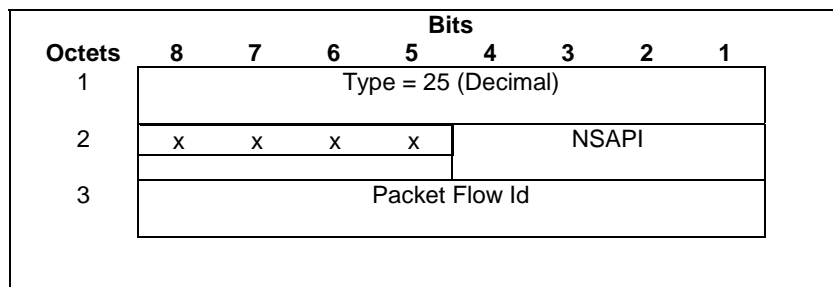 Bits
Octets 8 7 6 5 4 3 2 1
1 Type = 25 (Decimal)
2 x x x x NSAPI
3 Packet Flow Id